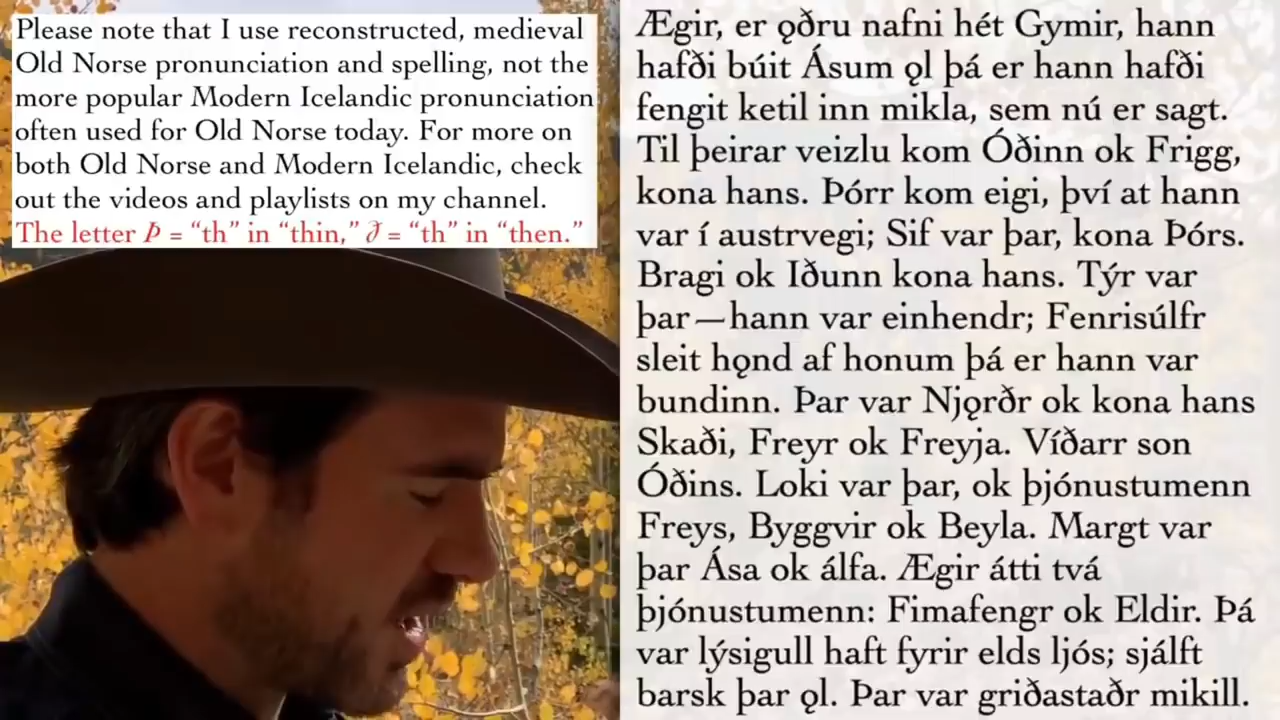 Please note that I use reconstructed, medieval
Old Norse pronunciation and spelling, not the
more popular Modern Icelandic pronunciation
often used for Old Norse today. For more on
both Old Norse and Modern Icelandic, check
out the videos and playlists on my channel.
The letter Þ = “th” in “thin,” ð = “th” in “then.”
Ægir, er ǫðru nafni hét Gymir, hann
hafði búit Ásum ǫl þá er hann hafði
fengit ketil inn mikla, sem nú er sagt.
Til þeirar veizlu kom Óðinn ok Frigg,
kona hans. Þórr kom eigi, því at hann
var í austrvegi; Sif var þar, kona Þórs.
Bragi ok Iðunn kona hans. Týr var
þar—hann var einhendr; Fenrisúlfr
sleit hǫnd af honum þá er hann var
bundinn. Þar var Njǫrðr ok kona hans
Skaði, Freyr ok Freyja. Víðarr son
Óðins. Loki var þar, ok þjónustumenn
Freys, Byggvir ok Beyla. Margt var
þar Ása ok álfa. Ægir átti tvá
þjónustumenn: Fimafengr ok Eldir. Þá
var lýsigull haft fyrir elds ljós; sjálft
barsk þar ǫl. Þar var griðastaðr mikill.